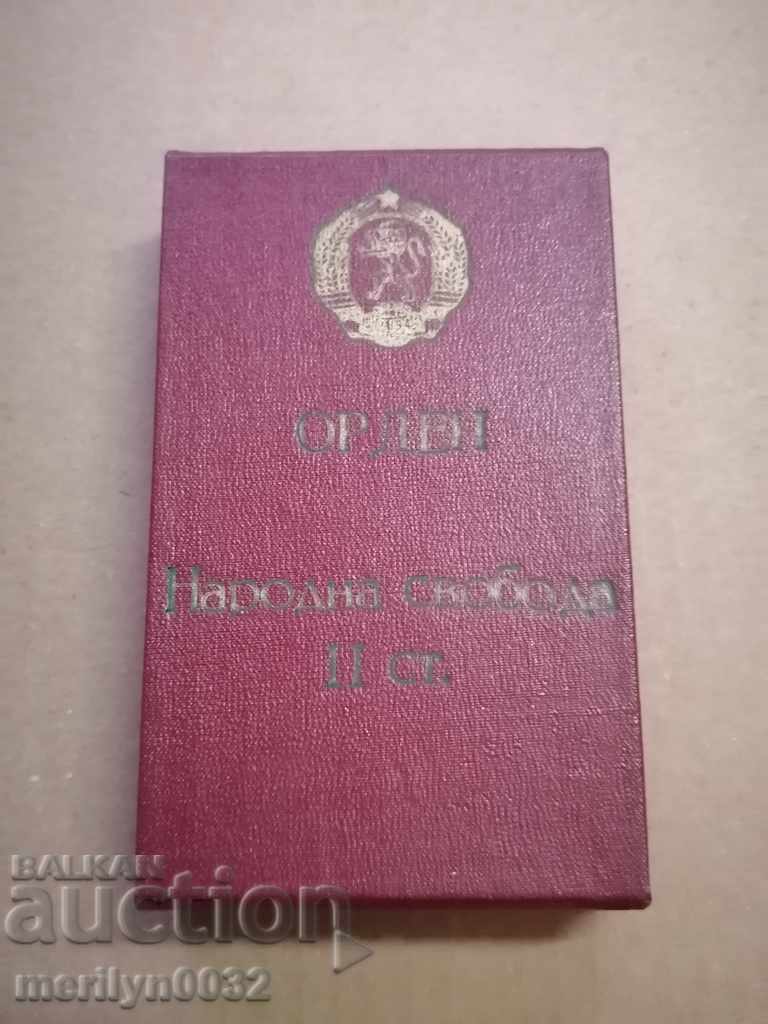 ОРДЕН
Народна свобода
II ст.
BALKAN
auction
merilyn0032